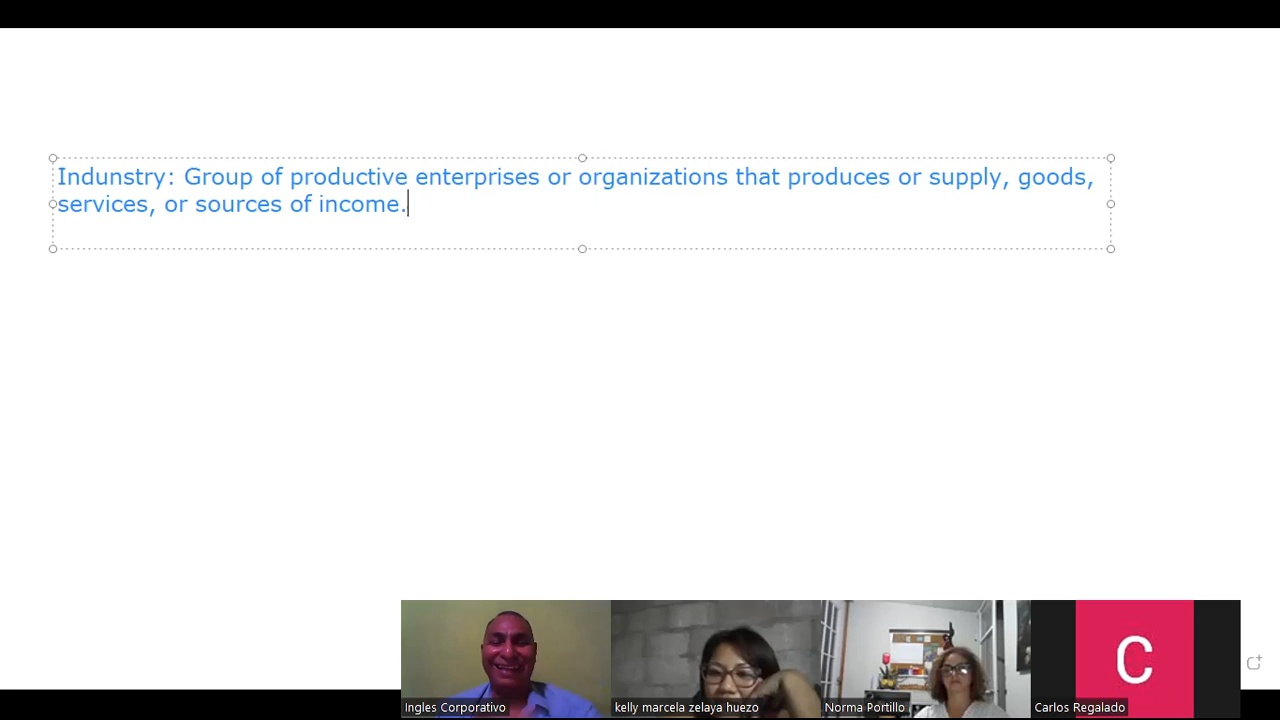 Indunstry: Group of productive enterprises or organizations that produces or supply, goods,
services, or sources of income.
Ingles Corporativo
kelly marcela zelaya huezo
Norma Portillo
C
Carlos Regalado